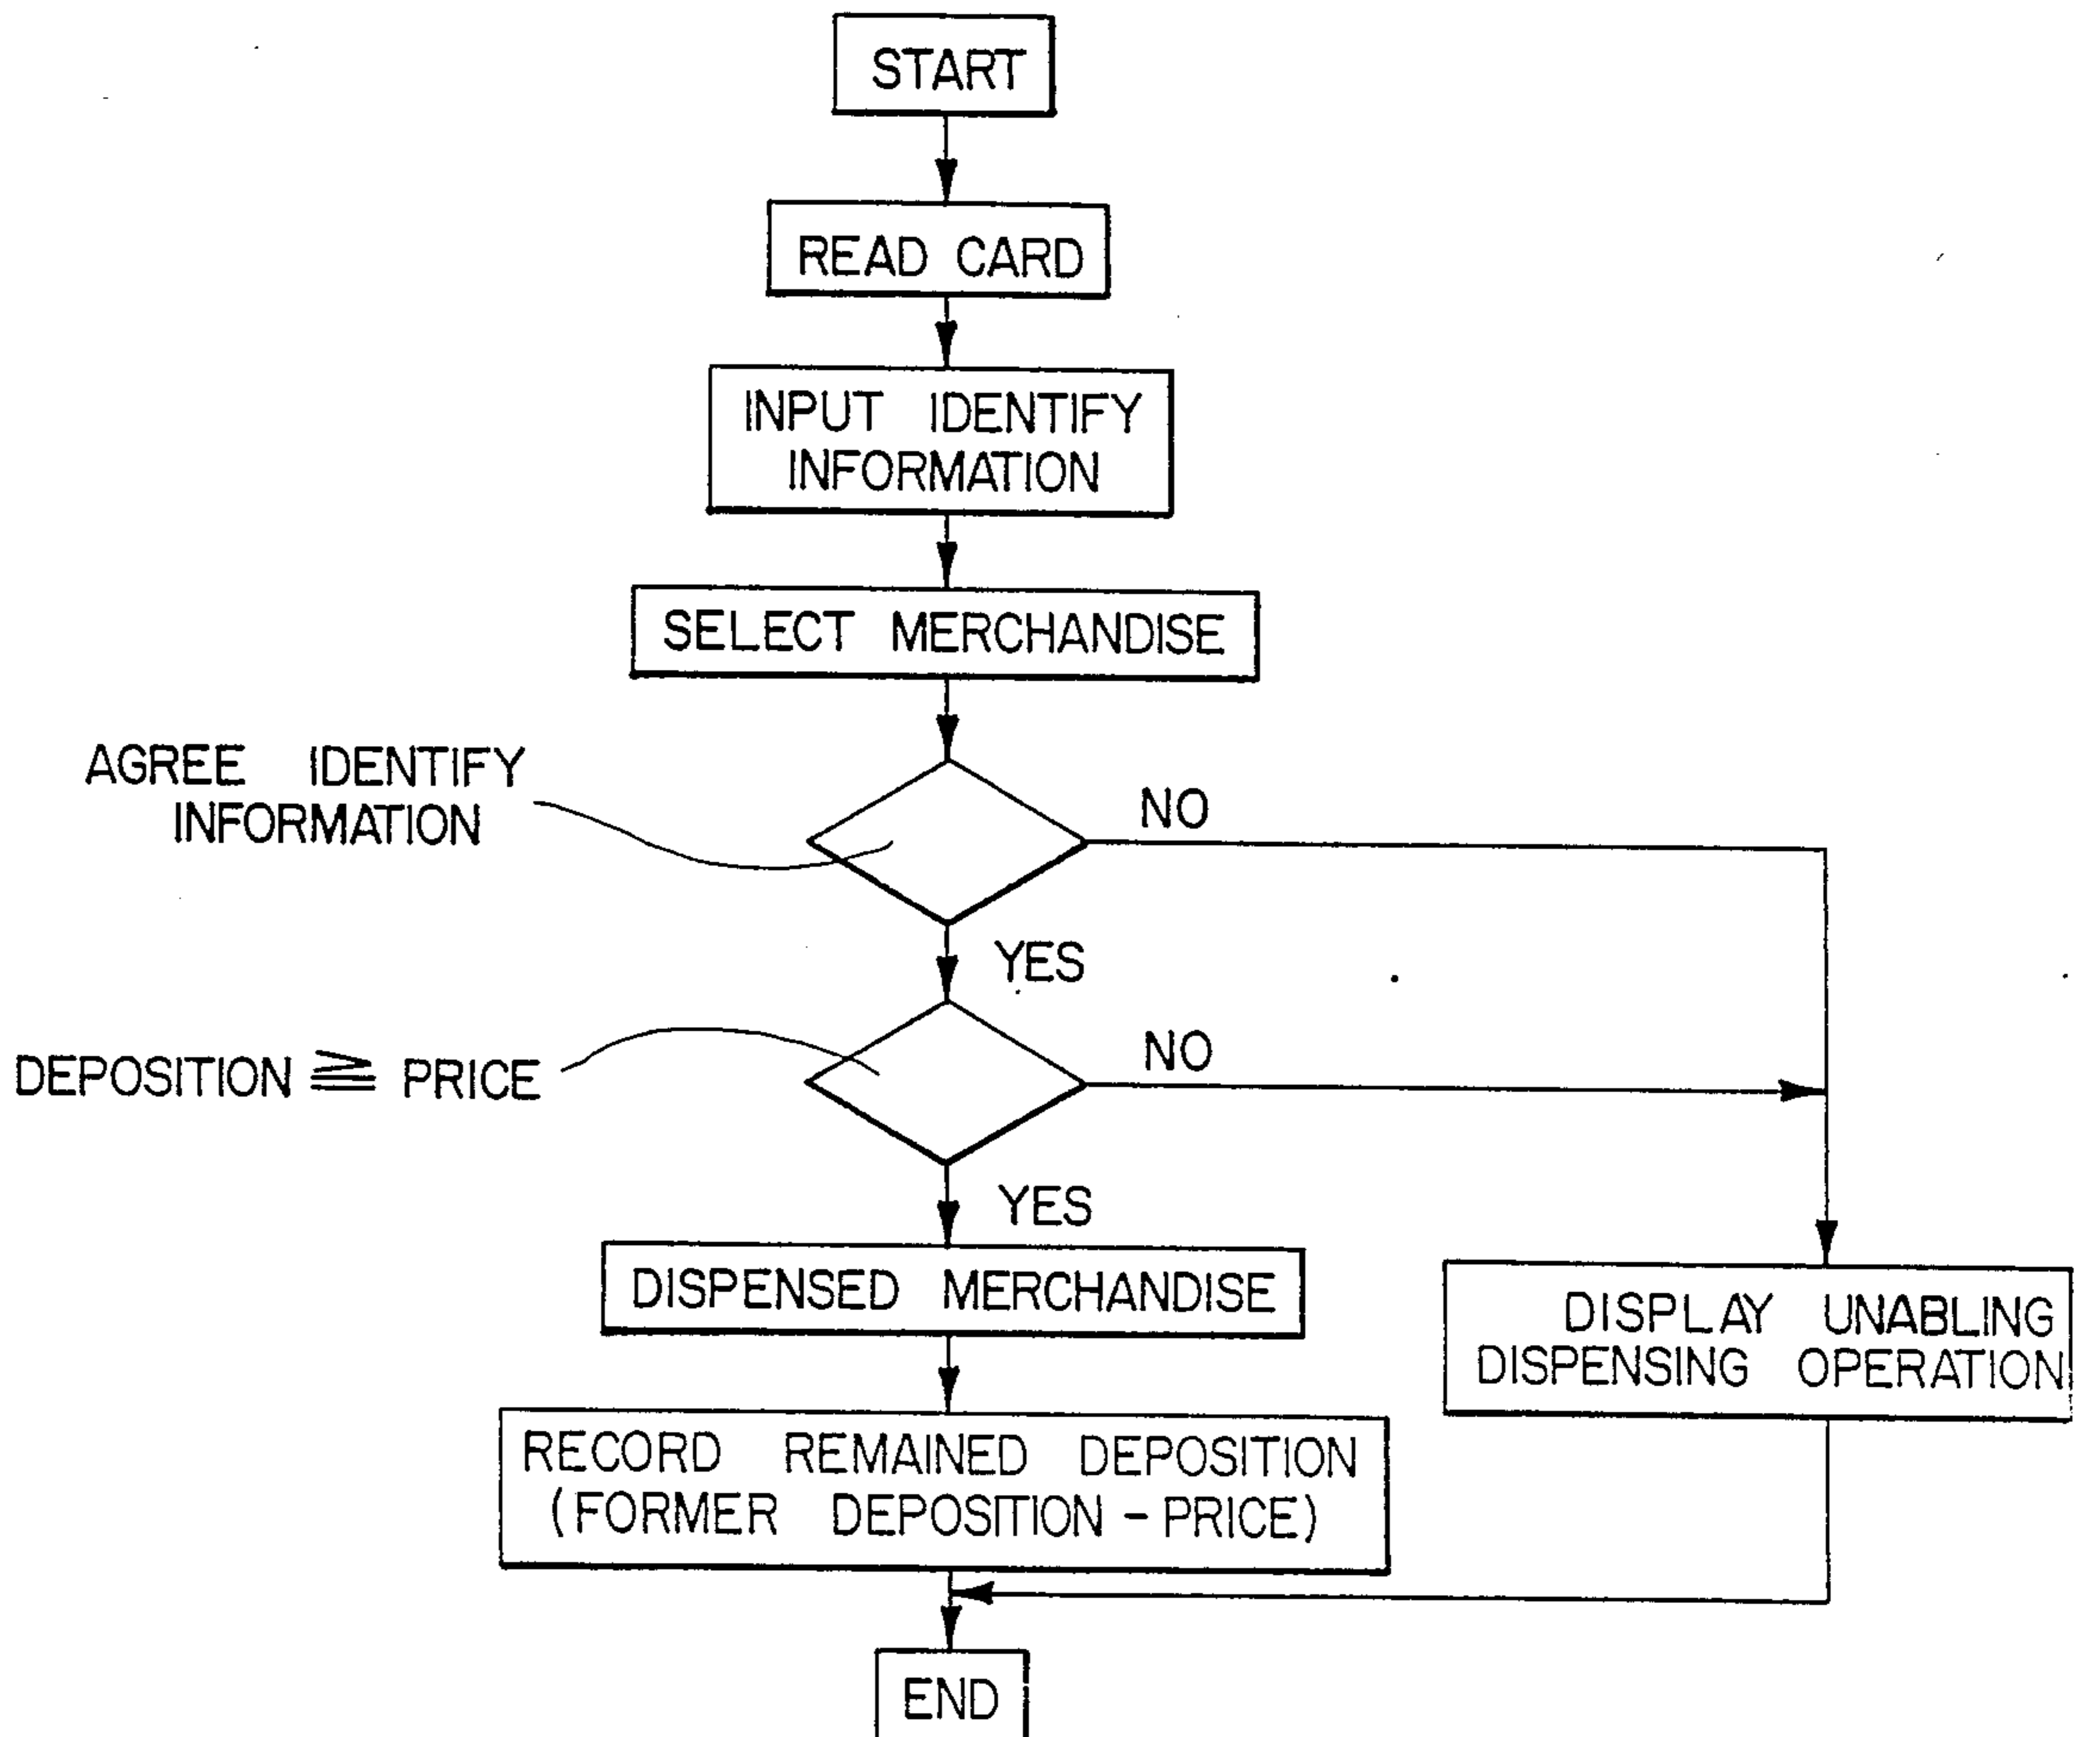 START
READ CARD
INPUT IDENTIFY
INFORMATION
SELECT MERCHANDISE
AGREE IDENTIFY
INFORMATION
NO
YES
DEPOSITION ≧ PRICE
NO
YES
DISPENSED MERCHANDISE
DISPLAY UNABLING
DISPENSING OPERATION
RECORD REMAINED DEPOSITION
(FORMER DEPOSITION - PRICE)
END